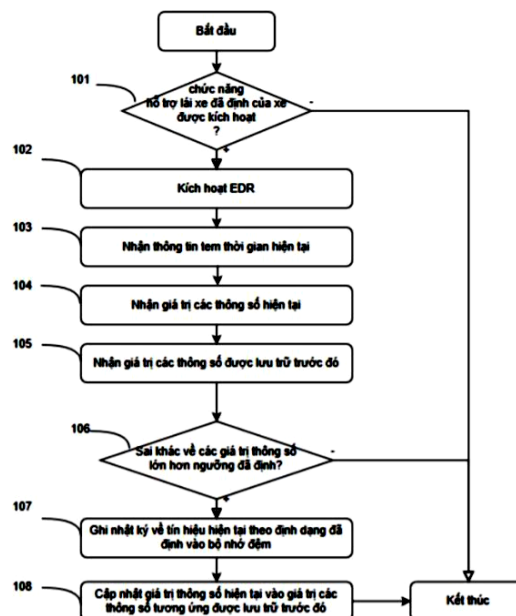 Bắt đầu
101
chức năng
hỗ trợ lái xe đã định của xe
được kích hoạt
?
-
+
102
Kích hoạt EDR
103
Nhận thông tin tem thời gian hiện tại
104
Nhận giá trị các thông số hiện tại
105
Nhận giá trị các thông số được lưu trữ trước đó
106
Sai khác về các giá trị thông số
lớn hơn ngưỡng đã định?
-
+
107
Ghi nhật ký về tín hiệu hiện tại theo định dạng đã
định vào bộ nhớ đệm
108
Cập nhật giá trị thông số hiện tại vào giá trị các
thông số tương ứng được lưu trữ trước đó
Kết thúc